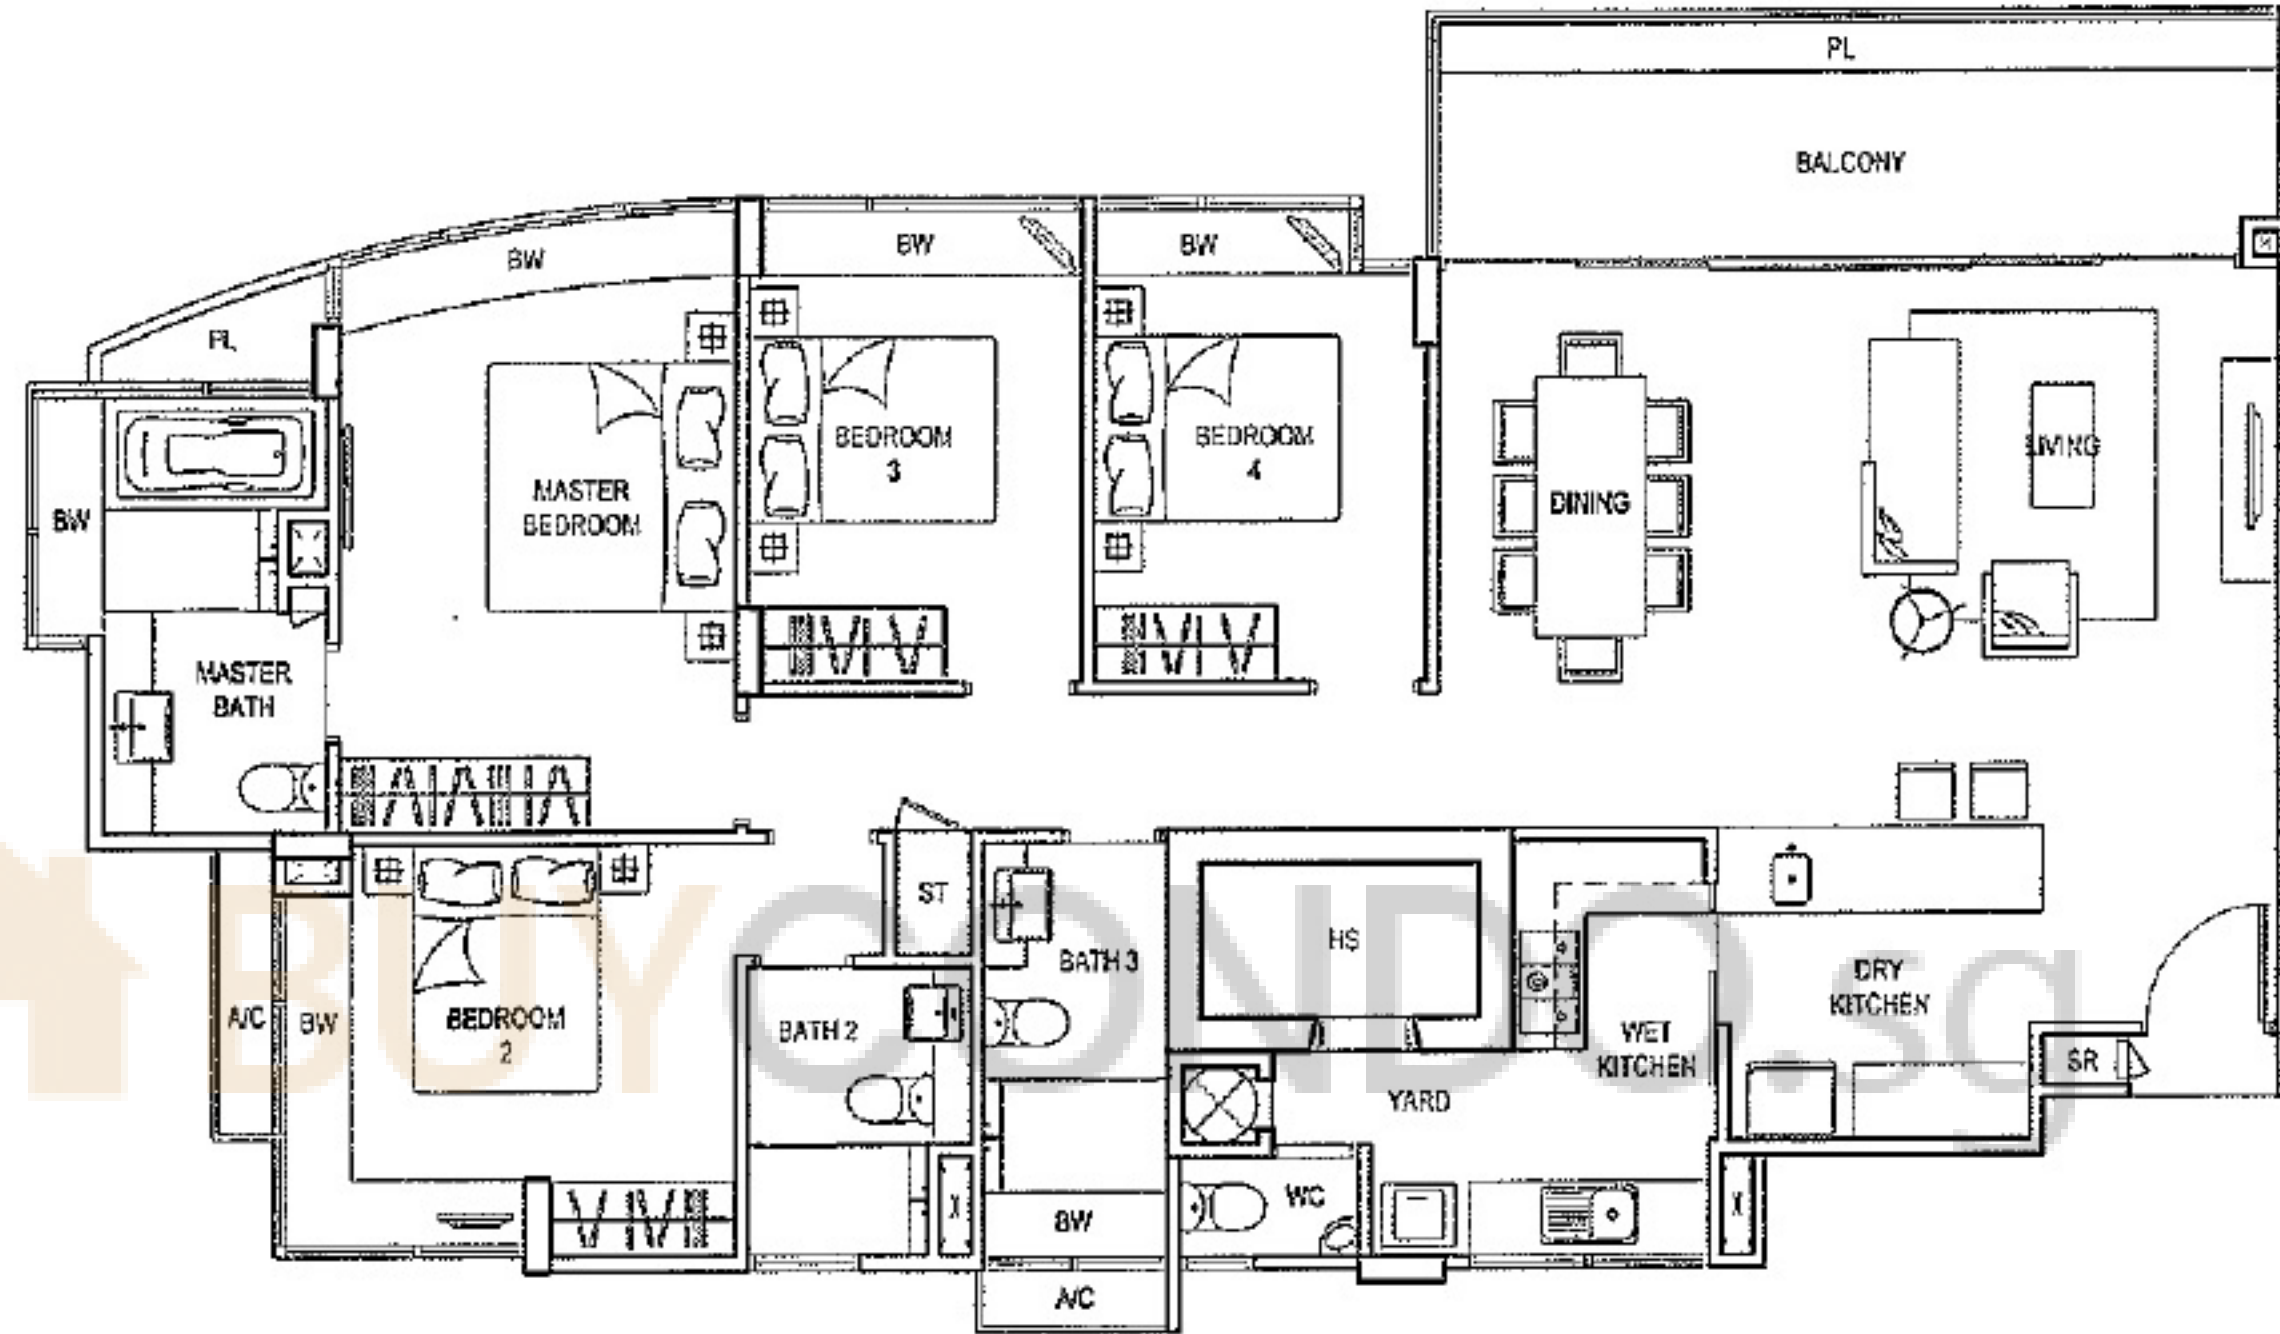 PL
BALCONY
BW
BW
BW
PL
BEDROOM
3
BEDROOM
4
LIVING
MASTER
BEDROOM
DINING
BW
MASTER
BATH
ST
HS
BATH 3
DRY
KITCHEN
A/C
BW
BEDROOM
2
BATH 2
WET
KITCHEN
SR
YARD
WC
BW
A/C
BUYCONDO.sg